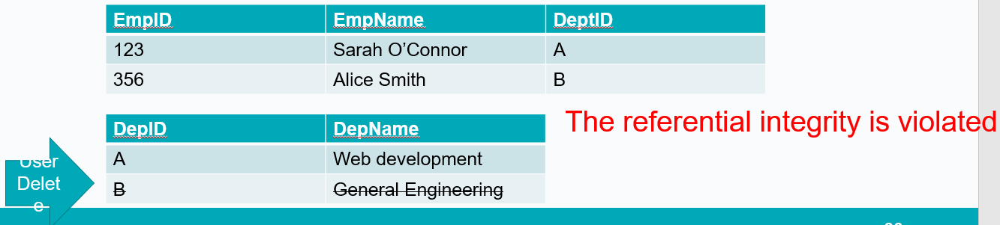 EmpID EmpName DeptID
123 Sarah O’Connor A
356 Alice Smith B
The referential integrity is violated
DepID DepName
A Web development
B General Engineering
User
Delet
e